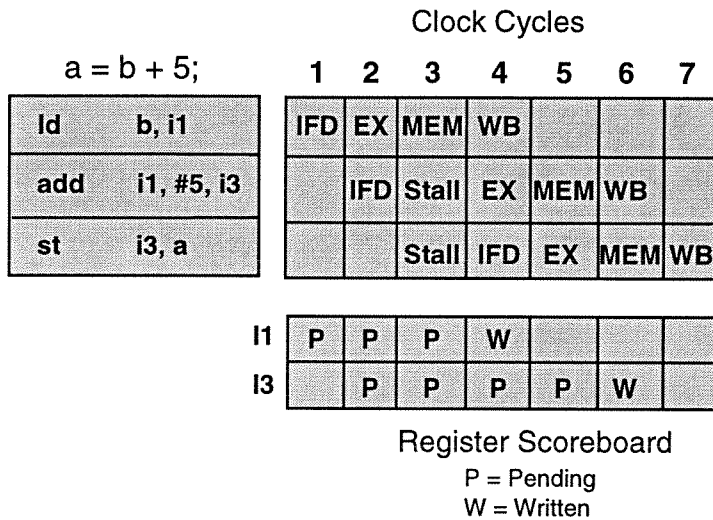 Clock Cycles
a = b + 5; 1 2 3 4 5 6 7
ld b, i1 IFD EX MEM WB
add i1, #5, i3 IFD Stall EX MEM WB
st i3, a Stall IFD EX MEM WB
I1 P P P W
I3 P P P P W
Register Scoreboard
P = Pending
W = Written